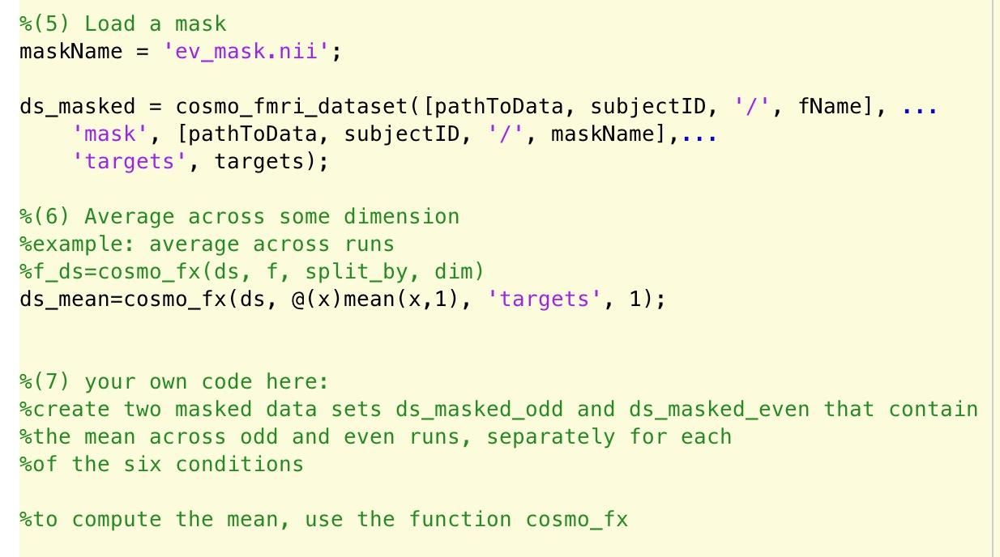 %(5) Load a mask
maskName = 'ev_mask.nii';
ds_masked = cosmo_fmri_dataset([pathToData, subjectID, '/', fName], ...
'mask', [pathToData, subjectID, '/', maskName],...
'targets', targets);
%(6) Average across some dimension
%example: average across runs
%f_ds=cosmo_fx(ds, f, split_by, dim)
ds_mean=cosmo_fx(ds, @(x)mean(x,1), 'targets', 1);
%(7) your own code here:
%create two masked data sets ds_masked_odd and ds_masked_even that contain
%the mean across odd and even runs, separately for each
%of the six conditions
%to compute the mean, use the function cosmo_fx